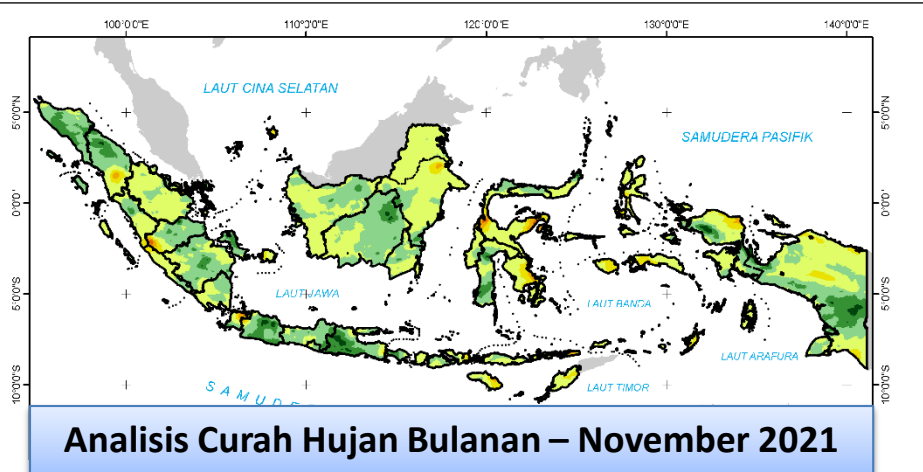 100°0'0"E 110°0'0"E 120°0'0"E 130°0'0"E 140°0'0"E
LAUT CINA SELATAN
5°0'0"N 5°0'0"N
SAMUDERA PASIFIK
0°0'0" 0°0'0"
5°0'0"S LAUT JAWA 5°0'0"S
LAUT BANDA
LAUT ARAFURA
10°0'0"S LAUT TIMOR 10°0'0"S
Analisis Curah Hujan Bulanan – November 2021